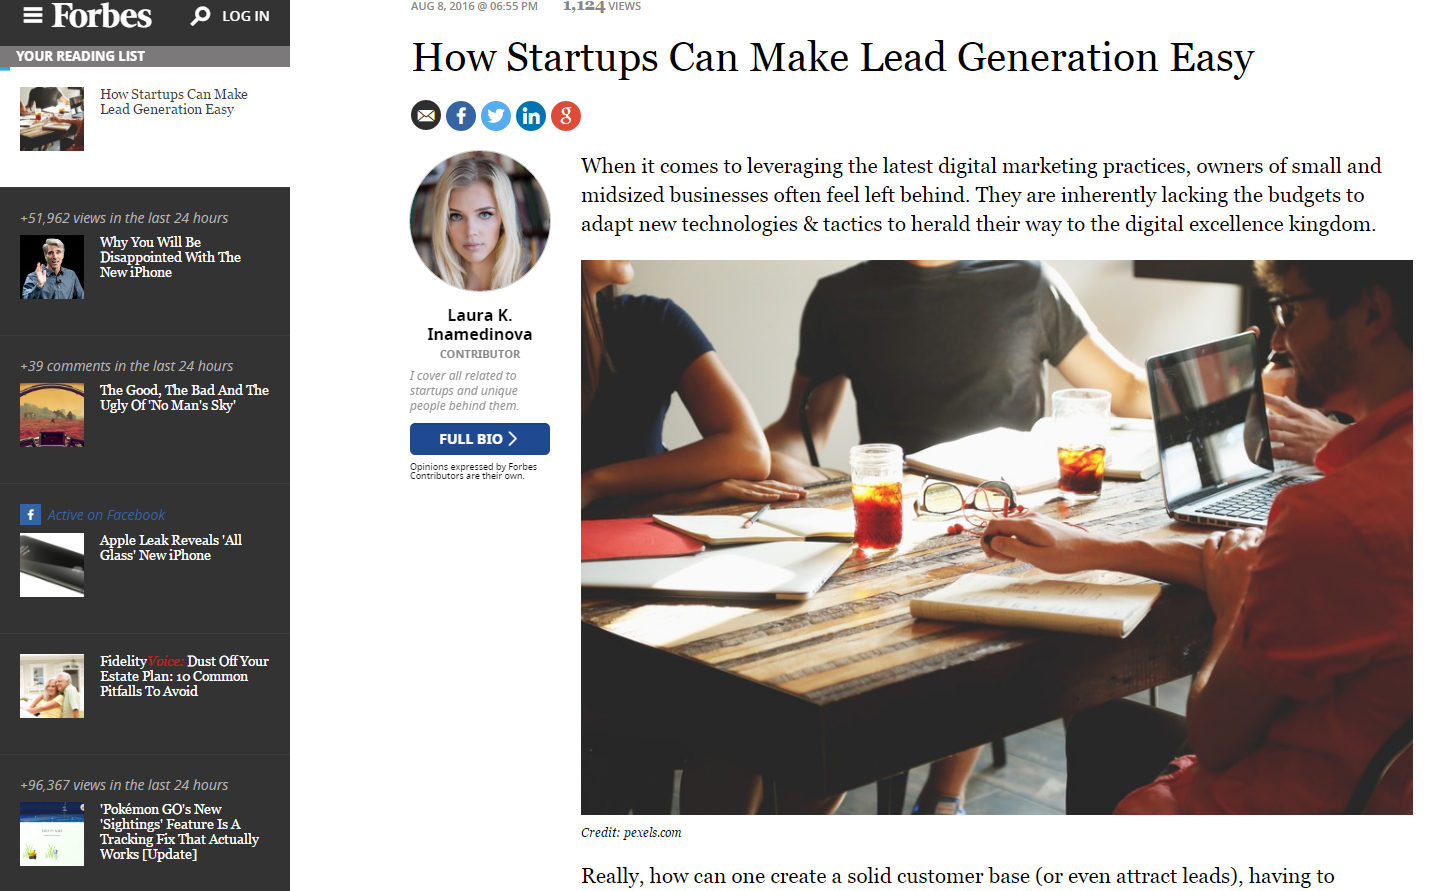 Forbes
LOG IN
YOUR READING LIST
How Startups Can Make
Lead Generation Easy
+51,962 views in the last 24 hours
Why You Will Be
Disappointed With The
New iPhone
+39 comments in the last 24 hours
The Good, The Bad And The
Ugly Of 'No Man's Sky'
f Active on Facebook
Apple Leak Reveals 'All
Glass' New iPhone
FidelityVoice: Dust Off Your
Estate Plan: 10 Common
Pitfalls To Avoid
+96,367 views in the last 24 hours
'Pokémon GO's New
'Sightings' Feature Is A
Tracking Fix That Actually
Works [Update]
AUG 8, 2016 @ 06:55 PM 1,124 VIEWS
How Startups Can Make Lead Generation Easy
f in g
Laura K.
Inamedinova
CONTRIBUTOR
I cover all related to
startups and unique
people behind them.
FULL BIO
Opinions expressed by Forbes
Contributors are their own.
When it comes to leveraging the latest digital marketing practices, owners of small and
midsized businesses often feel left behind. They are inherently lacking the budgets to
adapt new technologies & tactics to herald their way to the digital excellence kingdom.
Credit: pexels.com
Really, how can one create a solid customer base (or even attract leads), having to